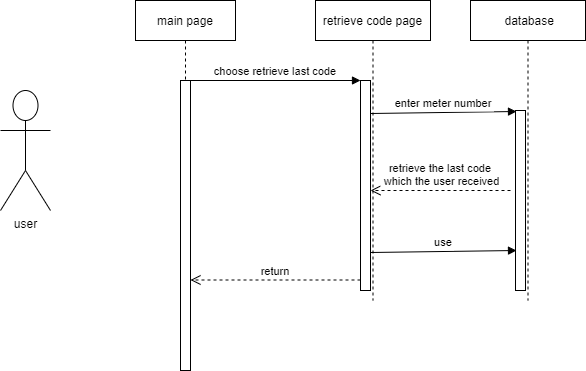 main page
retrieve code page
database
choose retrieve last code
enter meter number
retrieve the last code
which the user received
user
use
return